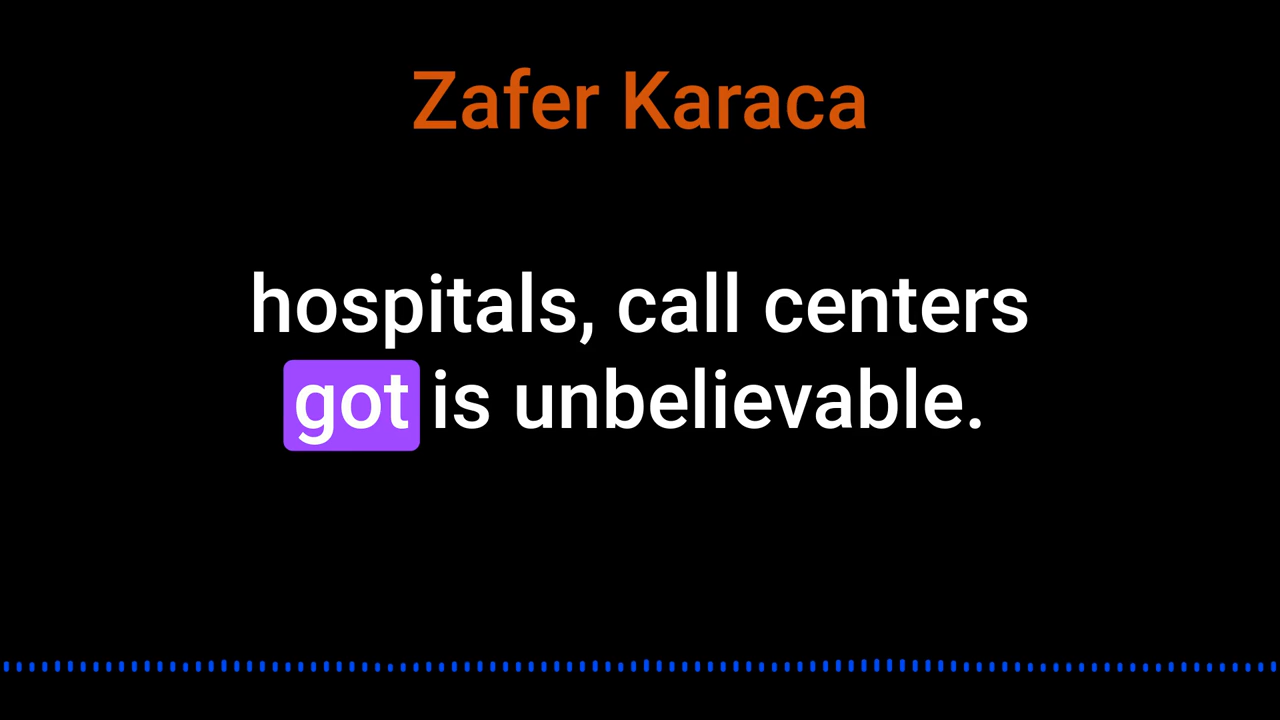 Zafer Karaca
hospitals, call centers
got is unbelievable.